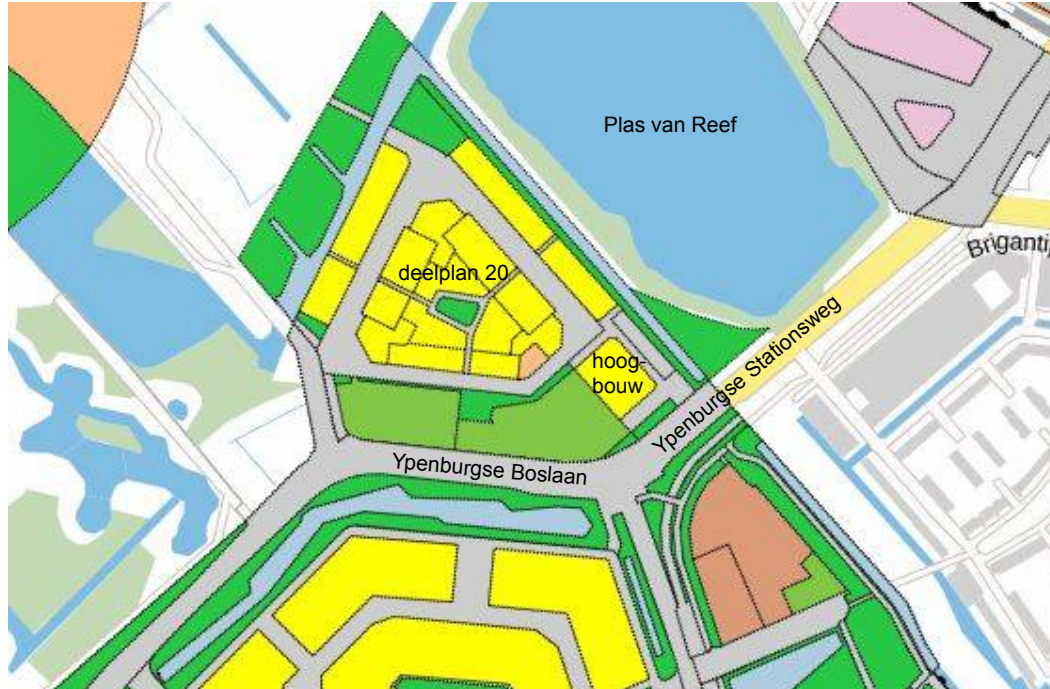 Plas van Reef
Brigantij
deelplan 20
hoog-
bouw
Ypenburgse Stationsweg
Ypenburgse Boslaan